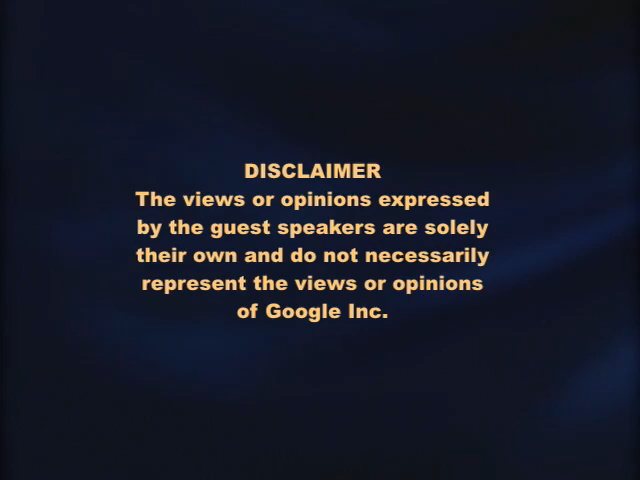 DISCLAIMER
The views or opinions expressed
by the guest speakers are solely
their own and do not necessarily
represent the views or opinions
of Google Inc.